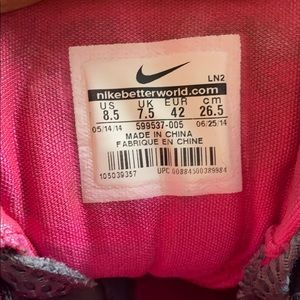 LN2
nikebetterworld.com
US UK EUR cm
8.5 7.5 42 26.5
05/14/14 599537-005 06/25/14
MADE IN CHINA
FABRIQUE EN CHINE
105039357 UPC 00884500389984